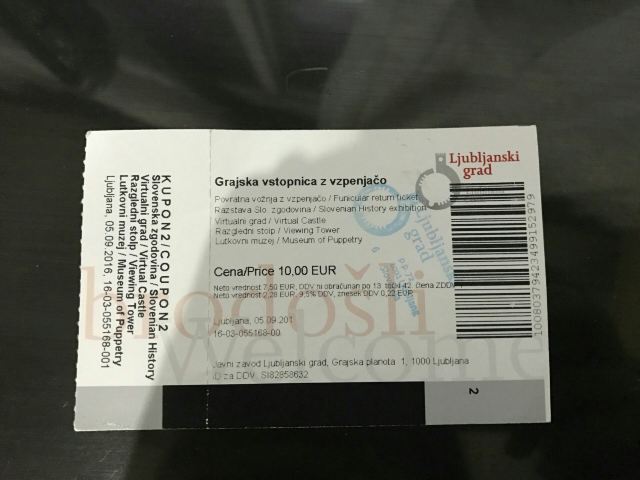 KUPON2/COUPON2
Slovenska zgodovina / Slovenian History
Virtualni grad / Virtual Castle
Razgledni stolp / Viewing Tower
Lutkovni muzej / Museum of Puppetry
Ljubljana, 05.09.2016, 16-03-055168-001
Ljubljanski
grad
Grajska vstopnica z vzpenjačo
Povratna vožnja z vzpenjačo / Funicular return ticket
Razstava Slo. zgodovina / Slovenian History exhibition
Virtualni grad / Virtual Castle
Razgledni stolp / Viewing Tower
Lutkovni muzej / Museum of Puppetry
Ljubljanski
grad
Cena/Price 10,00 EUR
Neto vrednost 7,50 EUR, DDV ni obračunan po 13. točki 42. člena ZDDV
Neto vrednost 2,28 EUR, 9,5% DDV, znesek DDV 0,22 EUR
Ljubljana, 05.09.201
16-03-055168-00
dobrodošli
welcome
Javni zavod Ljubljanski grad, Grajska planota 1, 1000 Ljubljana
ID za DDV: SI82858632
2